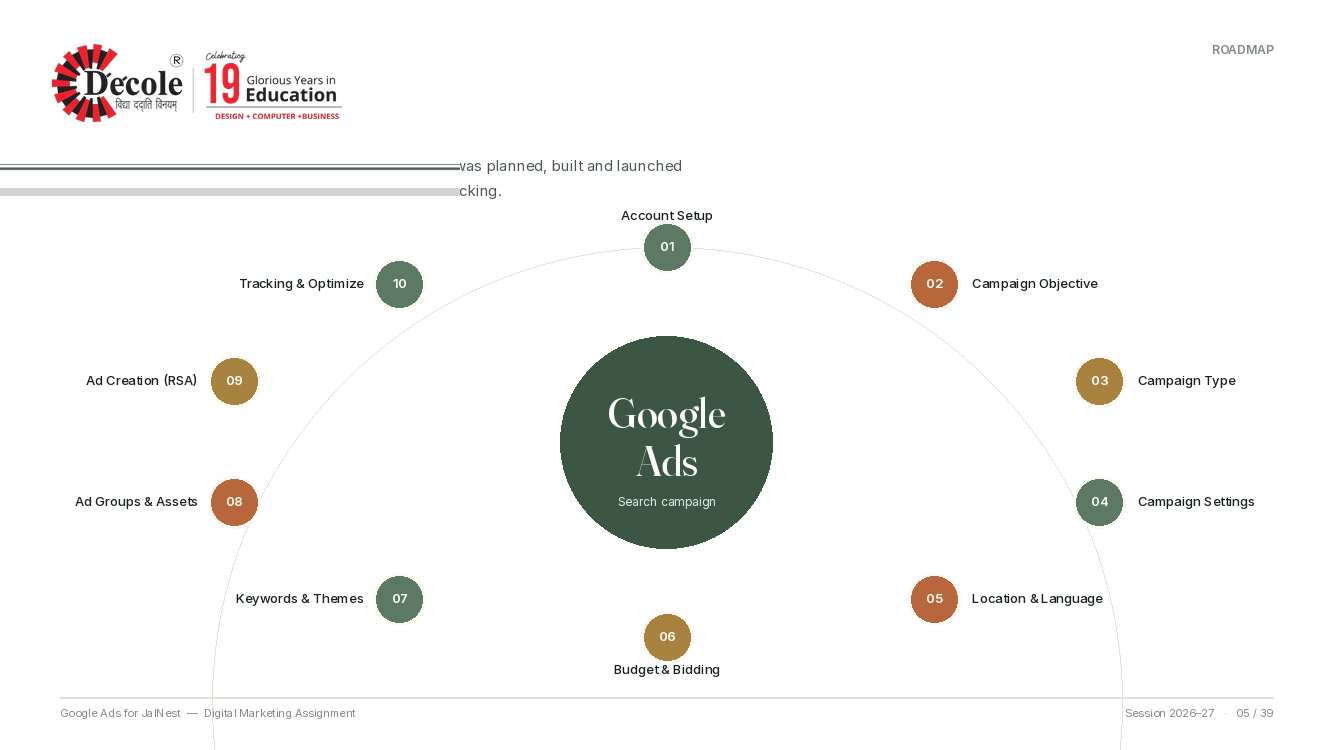 Décole®
विद्या ददाति विनयम्
Celebrating
19 Glorious Years in
Education
DESIGN + COMPUTER +BUSINESS
ROADMAP
was planned, built and launched
cking.
Account Setup
01
10
Tracking & Optimize
02
Campaign Objective
09
Ad Creation (RSA)
03
Campaign Type
Google
Ads
Search campaign
08
Ad Groups & Assets
04
Campaign Settings
07
Keywords & Themes
05
Location & Language
06
Budget & Bidding
Google Ads for JalNest — Digital Marketing Assignment
Session 2026–27 · 05 / 39